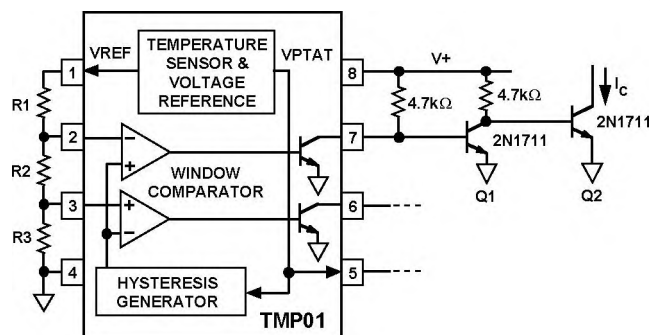 VREF
TEMPERATURE
SENSOR &
VOLTAGE
REFERENCE
VPTAT
1
8
V+
R1
4.7kΩ
4.7kΩ
I_C
2N1711
2
−
+
7
2N1711
R2
WINDOW
COMPARATOR
Q1
Q2
3
+
−
6
R3
4
HYSTERESIS
GENERATOR
5
TMP01